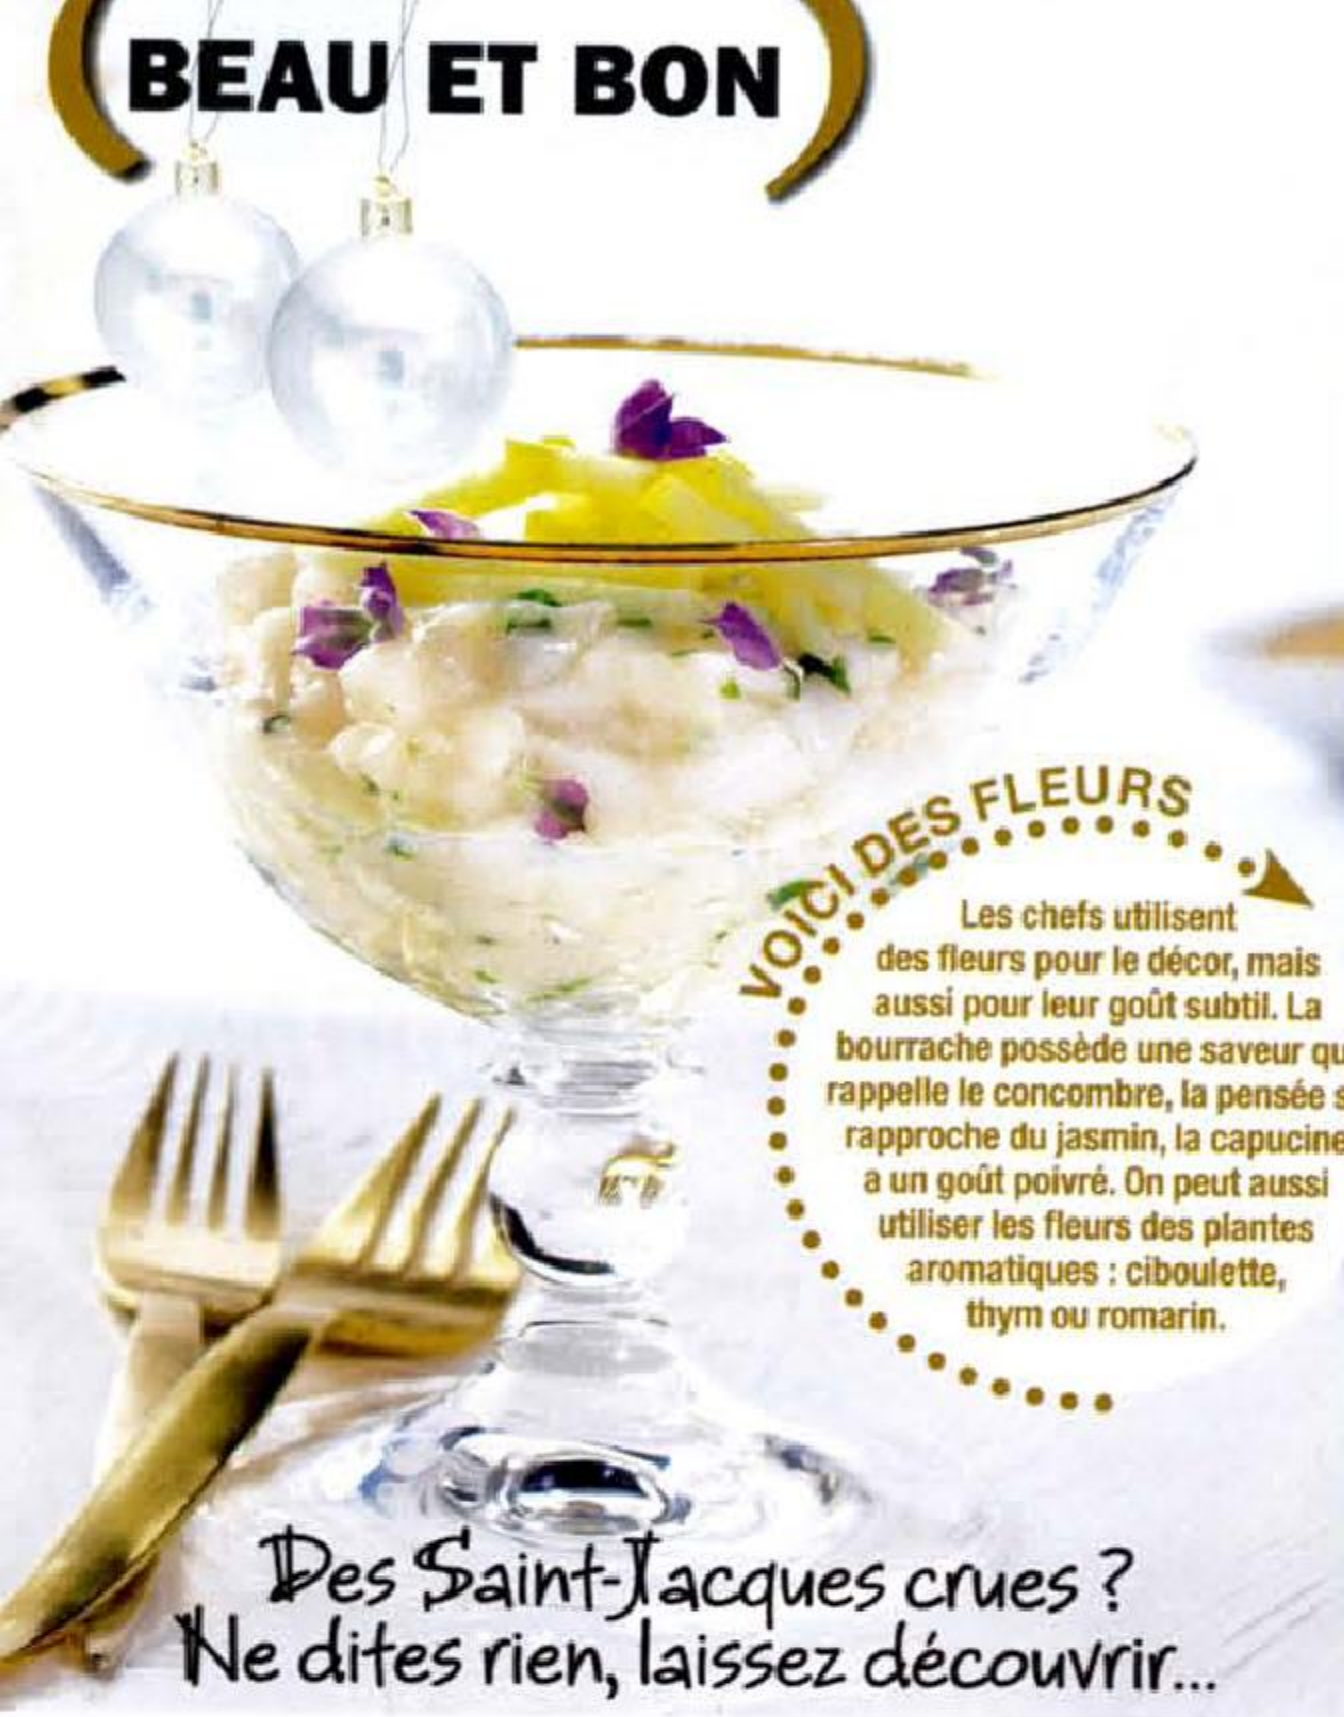 BEAU ET BON
VOICI DES FLEURS
Les chefs utilisent
des fleurs pour le décor, mais
aussi pour leur goût subtil. La
bourrache possède une saveur qu
rappelle le concombre, la pensée s
rapproche du jasmin, la capucine
a un goût poivré. On peut aussi
utiliser les fleurs des plantes
aromatiques : ciboulette,
thym ou romarin.
Des Saint-Jacques crues ?
Ne dites rien, laissez découvrir...